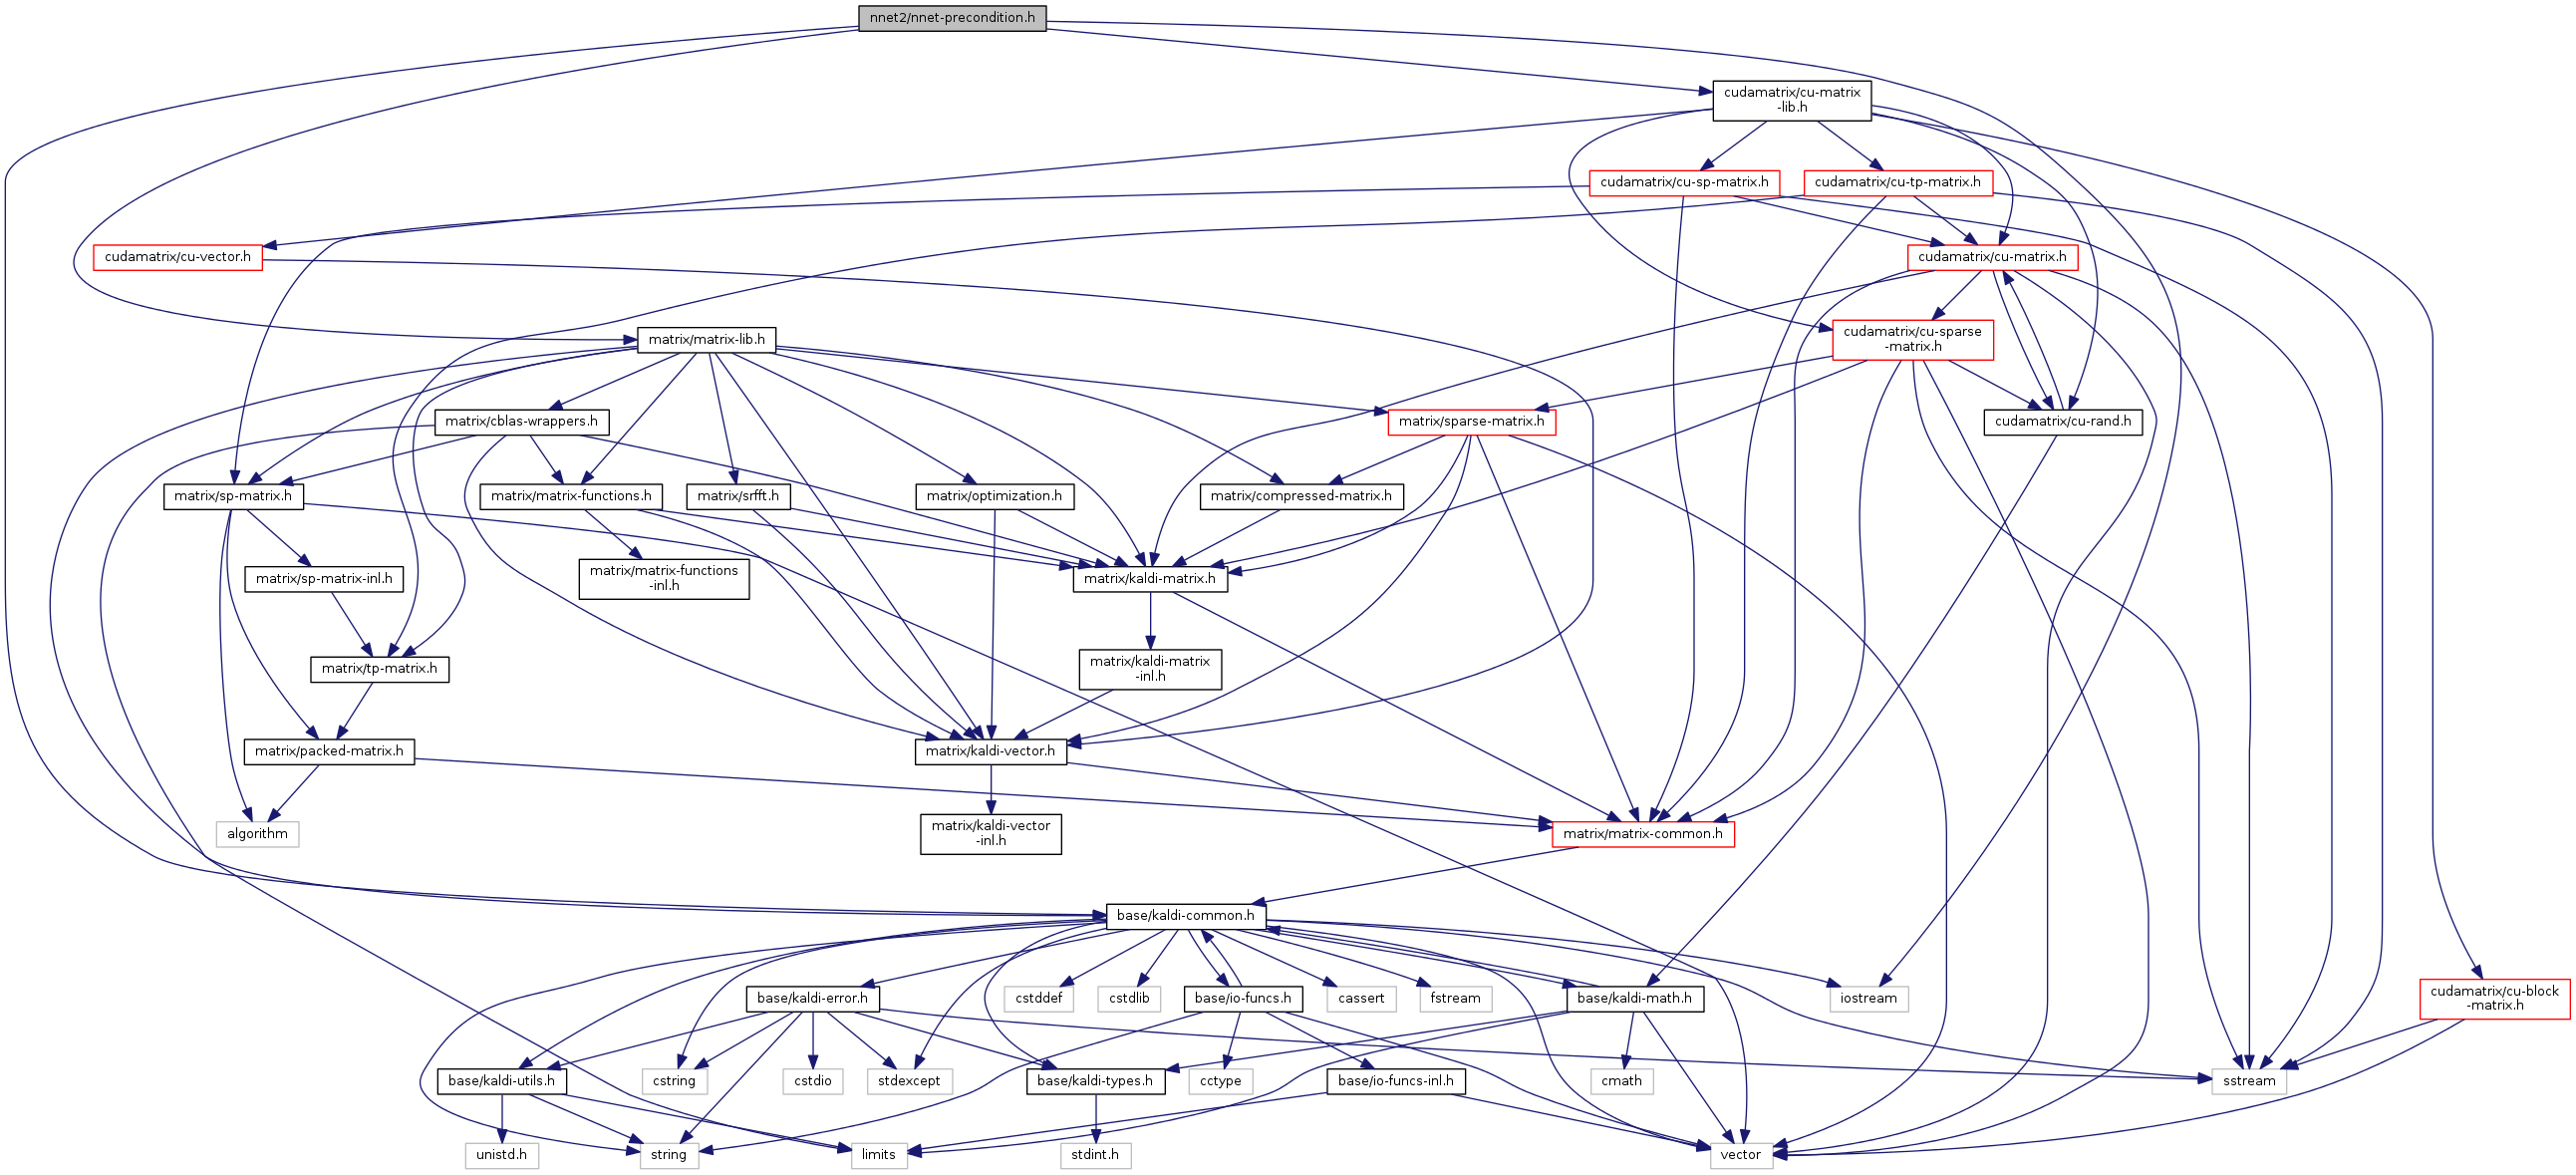 nnet2/nnet-precondition.h
cudamatrix/cu-matrix
-lib.h
cudamatrix/cu-sp-matrix.h
cudamatrix/cu-tp-matrix.h
cudamatrix/cu-vector.h
cudamatrix/cu-matrix.h
matrix/matrix-lib.h
cudamatrix/cu-sparse
-matrix.h
matrix/cblas-wrappers.h
matrix/sparse-matrix.h
cudamatrix/cu-rand.h
matrix/sp-matrix.h
matrix/matrix-functions.h
matrix/srfft.h
matrix/optimization.h
matrix/compressed-matrix.h
matrix/sp-matrix-inl.h
matrix/matrix-functions
-inl.h
matrix/kaldi-matrix.h
matrix/tp-matrix.h
matrix/kaldi-matrix
-inl.h
matrix/packed-matrix.h
matrix/kaldi-vector.h
algorithm
matrix/kaldi-vector
-inl.h
matrix/matrix-common.h
base/kaldi-common.h
base/kaldi-error.h
cstddef
cstdlib
base/io-funcs.h
cassert
fstream
base/kaldi-math.h
iostream
cudamatrix/cu-block
-matrix.h
base/kaldi-utils.h
cstring
cstdio
stdexcept
base/kaldi-types.h
cctype
base/io-funcs-inl.h
cmath
sstream
unistd.h
string
limits
stdint.h
vector